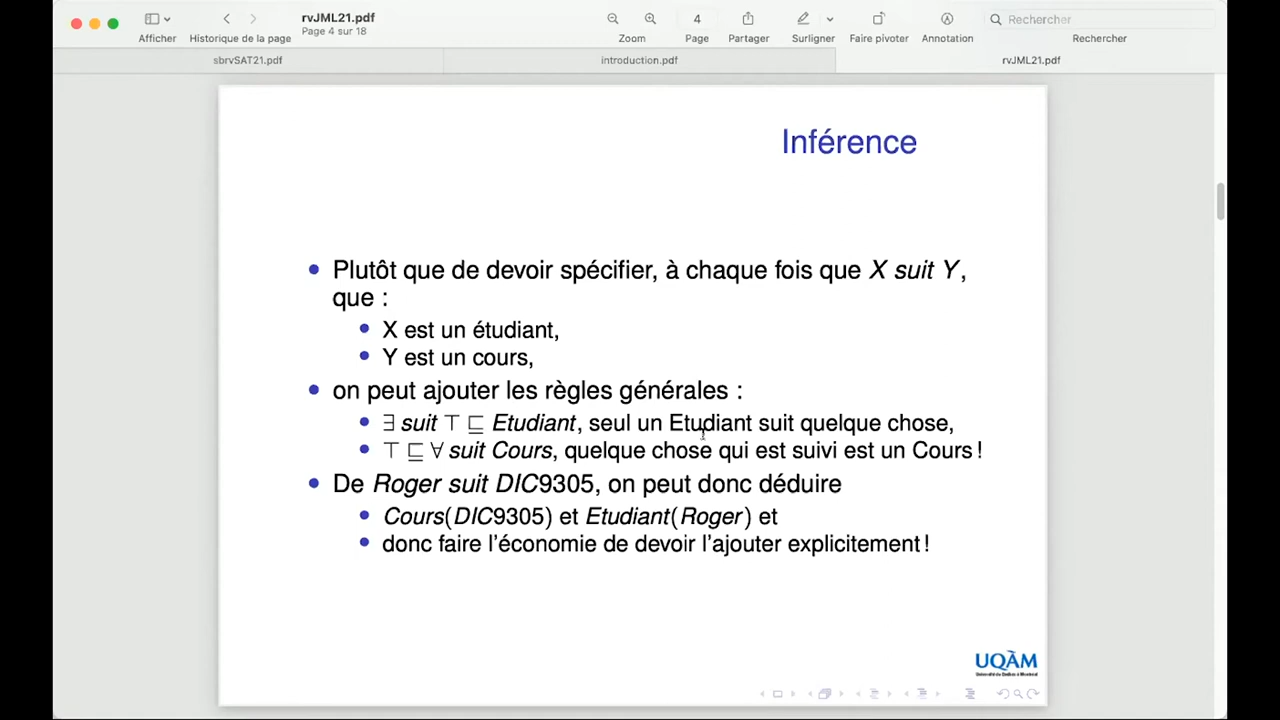 rvJML21.pdf
Page 4 sur 18
4
Rechercher
Afficher
Historique de la page
Zoom
Page
Partager
Surligner
Faire pivoter
Annotation
Rechercher
sbrvSAT21.pdf
introduction.pdf
rvJML21.pdf
Inférence
• Plutôt que de devoir spécifier, à chaque fois que X suit Y,
que :
• X est un étudiant,
• Y est un cours,
• on peut ajouter les règles générales :
• ∃ suit ⊤ ⊑ Etudiant, seul un Etudiant suit quelque chose,
• ⊤ ⊑ ∀ suit Cours, quelque chose qui est suivi est un Cours !
• De Roger suit DIC9305, on peut donc déduire
• Cours(DIC9305) et Etudiant(Roger) et
• donc faire l'économie de devoir l'ajouter explicitement !
UQÀM
Université du Québec à Montréal